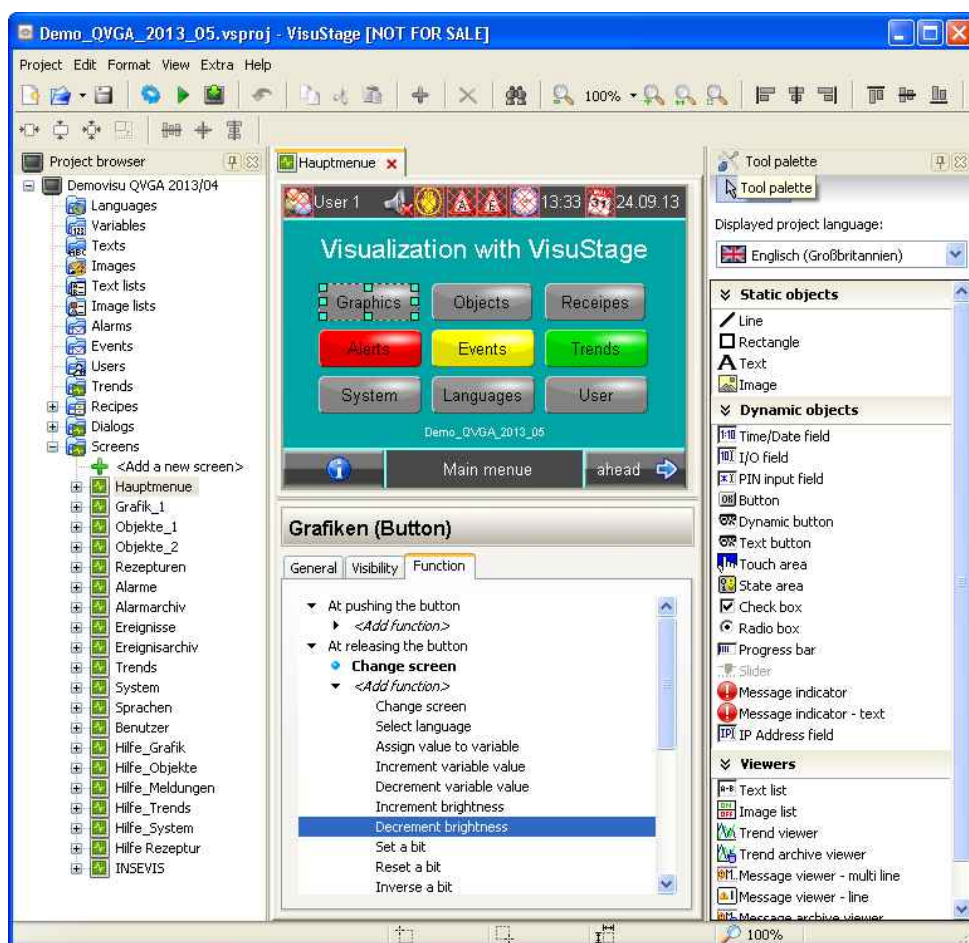 Demo_QVGA_2013_05.vsproj - VisuStage [NOT FOR SALE]
Project Edit Format View Extra Help
100%
Project browser
Demovisu QVGA 2013/04
Languages
Variables
Texts
Images
Text lists
Image lists
Alarms
Events
Users
Trends
Recipes
Dialogs
Screens
<Add a new screen>
Hauptmenue
Grafik_1
Objekte_1
Objekte_2
Rezepturen
Alarme
Alarmarchiv
Ereignisse
Ereignisarchiv
Trends
System
Sprachen
Benutzer
Hilfe_Grafik
Hilfe_Objekte
Hilfe_Meldungen
Hilfe_Trends
Hilfe_System
Hilfe Rezeptur
INSEVIS
Hauptmenue
User 1 13:33 31 24.09.13
Visualization with VisuStage
Graphics Objects Receipes
Alerts Events Trends
System Languages User
Demo_QVGA_2013_05
Main menue ahead
Grafiken (Button)
General Visibility Function
At pushing the button
<Add function>
At releasing the button
Change screen
<Add function>
Change screen
Select language
Assign value to variable
Increment variable value
Decrement variable value
Increment brightness
Decrement brightness
Set a bit
Reset a bit
Inverse a bit
Tool palette
Tool palette
Displayed project language:
Englisch (Großbritannien)
Static objects
Line
Rectangle
Text
Image
Dynamic objects
Time/Date field
I/O field
PIN input field
Button
Dynamic button
Text button
Touch area
State area
Check box
Radio box
Progress bar
Slider
Message indicator
Message indicator - text
IP Address field
Viewers
Text list
Image list
Trend viewer
Trend archive viewer
Message viewer - multi line
Message viewer - line
Message archive viewer
100%